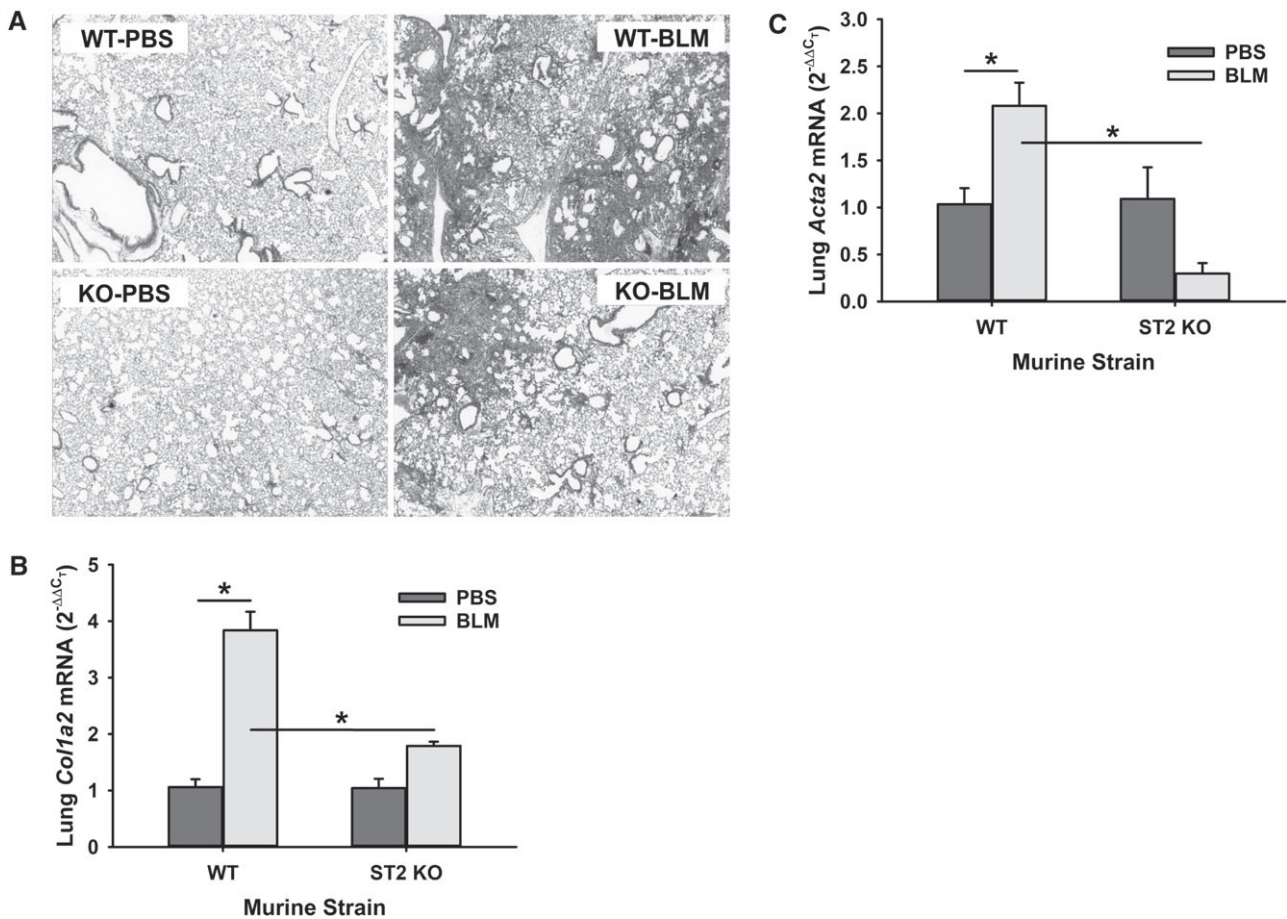 A
WT-PBS
WT-BLM
KO-PBS
KO-BLM
B
Lung Col1a2 mRNA (2^-ΔΔC_T)
5
4
3
2
1
0
*
*
PBS
BLM
WT
ST2 KO
Murine Strain
C
Lung Acta2 mRNA (2^-ΔΔC_T)
3.0
2.5
2.0
1.5
1.0
0.5
0.0
*
*
PBS
BLM
WT
ST2 KO
Murine Strain